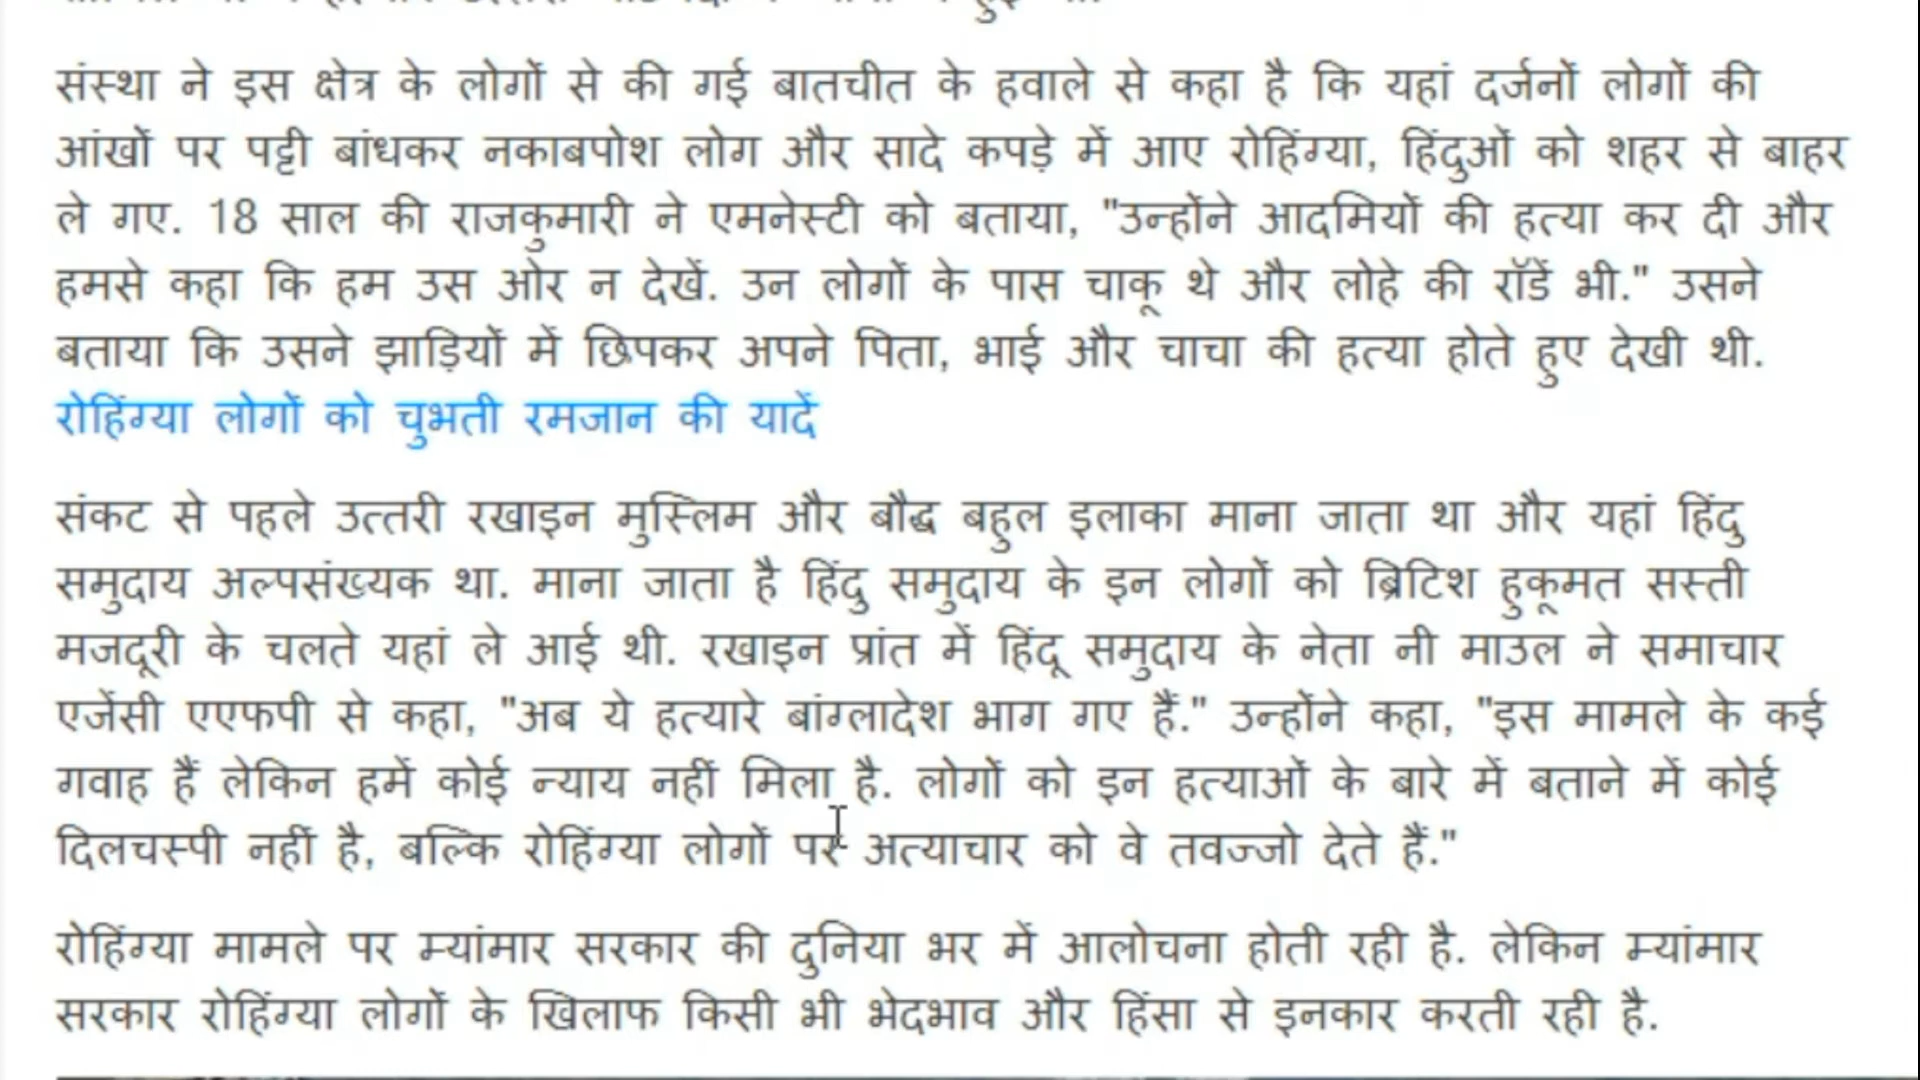 संस्था ने इस क्षेत्र के लोगों से की गई बातचीत के हवाले से कहा है कि यहां दर्जनों लोगों की
आंखों पर पट्टी बांधकर नकाबपोश लोग और सादे कपड़े में आए रोहिंग्या, हिंदुओं को शहर से बाहर
ले गए. 18 साल की राजकुमारी ने एमनेस्टी को बताया, "उन्होंने आदमियों की हत्या कर दी और
हमसे कहा कि हम उस ओर न देखें. उन लोगों के पास चाकू थे और लोहे की रॉडें भी." उसने
बताया कि उसने झाड़ियों में छिपकर अपने पिता, भाई और चाचा की हत्या होते हुए देखी थी.
रोहिंग्या लोगों को चुभती रमजान की यादें
संकट से पहले उत्तरी रखाइन मुस्लिम और बौद्ध बहुल इलाका माना जाता था और यहां हिंदु
समुदाय अल्पसंख्यक था. माना जाता है हिंदु समुदाय के इन लोगों को ब्रिटिश हुकूमत सस्ती
मजदूरी के चलते यहां ले आई थी. रखाइन प्रांत में हिंदू समुदाय के नेता नी माउल ने समाचार
एजेंसी एएफपी से कहा, "अब ये हत्यारे बांग्लादेश भाग गए हैं." उन्होंने कहा, "इस मामले के कई
गवाह हैं लेकिन हमें कोई न्याय नहीं मिला है. लोगों को इन हत्याओं के बारे में बताने में कोई
दिलचस्पी नहीं है, बल्कि रोहिंग्या लोगों पर अत्याचार को वे तवज्जो देते हैं."
रोहिंग्या मामले पर म्यांमार सरकार की दुनिया भर में आलोचना होती रही है. लेकिन म्यांमार
सरकार रोहिंग्या लोगों के खिलाफ किसी भी भेदभाव और हिंसा से इनकार करती रही है.